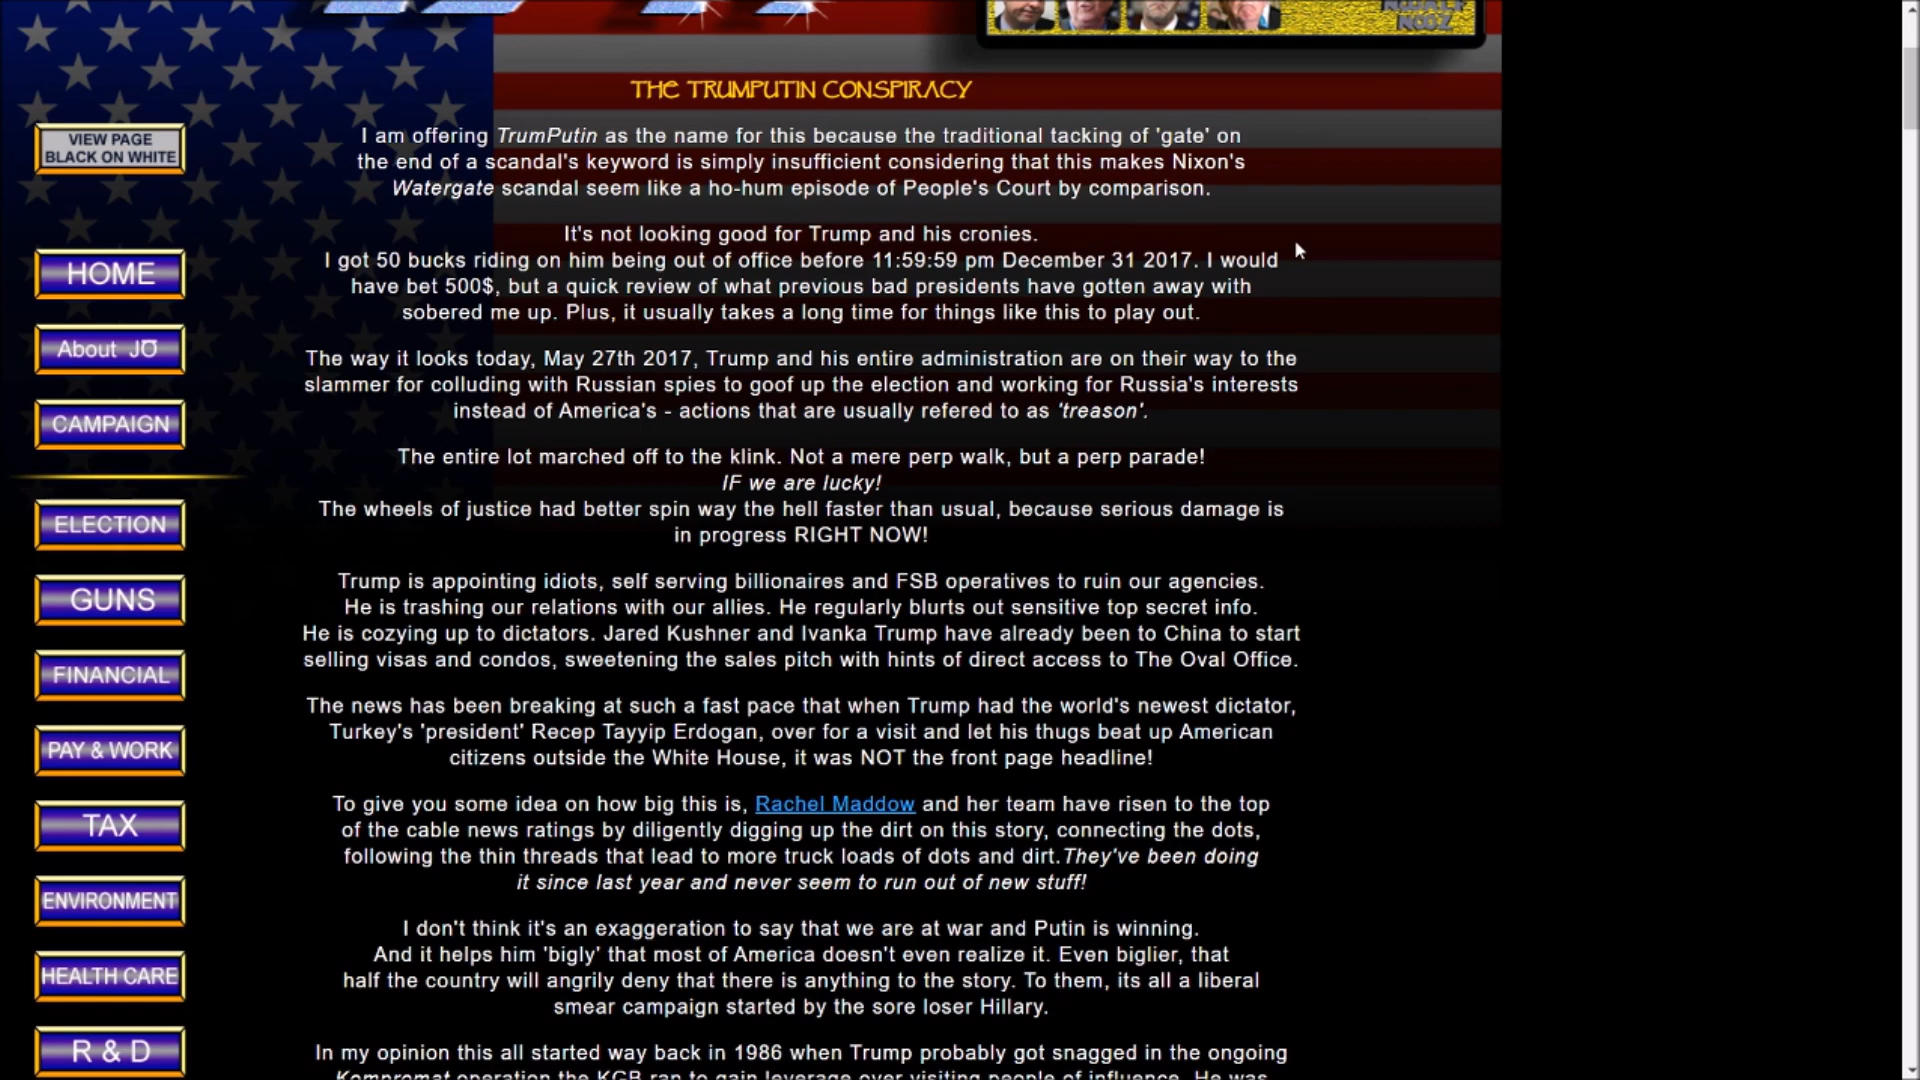 THE TRUMPUTIN CONSPIRACY
VIEW PAGE
BLACK ON WHITE
HOME
About JO
CAMPAIGN
ELECTION
GUNS
FINANCIAL
PAY & WORK
TAX
ENVIRONMENT
HEALTH CARE
R & D
I am offering TrumPutin as the name for this because the traditional tacking of 'gate' on
the end of a scandal's keyword is simply insufficient considering that this makes Nixon's
Watergate scandal seem like a ho-hum episode of People's Court by comparison.
It's not looking good for Trump and his cronies.
I got 50 bucks riding on him being out of office before 11:59:59 pm December 31 2017. I would
have bet 500$, but a quick review of what previous bad presidents have gotten away with
sobered me up. Plus, it usually takes a long time for things like this to play out.
The way it looks today, May 27th 2017, Trump and his entire administration are on their way to the
slammer for colluding with Russian spies to goof up the election and working for Russia's interests
instead of America's - actions that are usually refered to as 'treason'.
The entire lot marched off to the klink. Not a mere perp walk, but a perp parade!
IF we are lucky!
The wheels of justice had better spin way the hell faster than usual, because serious damage is
in progress RIGHT NOW!
Trump is appointing idiots, self serving billionaires and FSB operatives to ruin our agencies.
He is trashing our relations with our allies. He regularly blurts out sensitive top secret info.
He is cozying up to dictators. Jared Kushner and Ivanka Trump have already been to China to start
selling visas and condos, sweetening the sales pitch with hints of direct access to The Oval Office.
The news has been breaking at such a fast pace that when Trump had the world's newest dictator,
Turkey's 'president' Recep Tayyip Erdogan, over for a visit and let his thugs beat up American
citizens outside the White House, it was NOT the front page headline!
To give you some idea on how big this is, Rachel Maddow and her team have risen to the top
of the cable news ratings by diligently digging up the dirt on this story, connecting the dots,
following the thin threads that lead to more truck loads of dots and dirt.They've been doing
it since last year and never seem to run out of new stuff!
I don't think it's an exaggeration to say that we are at war and Putin is winning.
And it helps him 'bigly' that most of America doesn't even realize it. Even biglier, that
half the country will angrily deny that there is anything to the story. To them, its all a liberal
smear campaign started by the sore loser Hillary.
In my opinion this all started way back in 1986 when Trump probably got snagged in the ongoing
Kompromat operation the KGB ran to gain leverage over visiting people of influence. He was